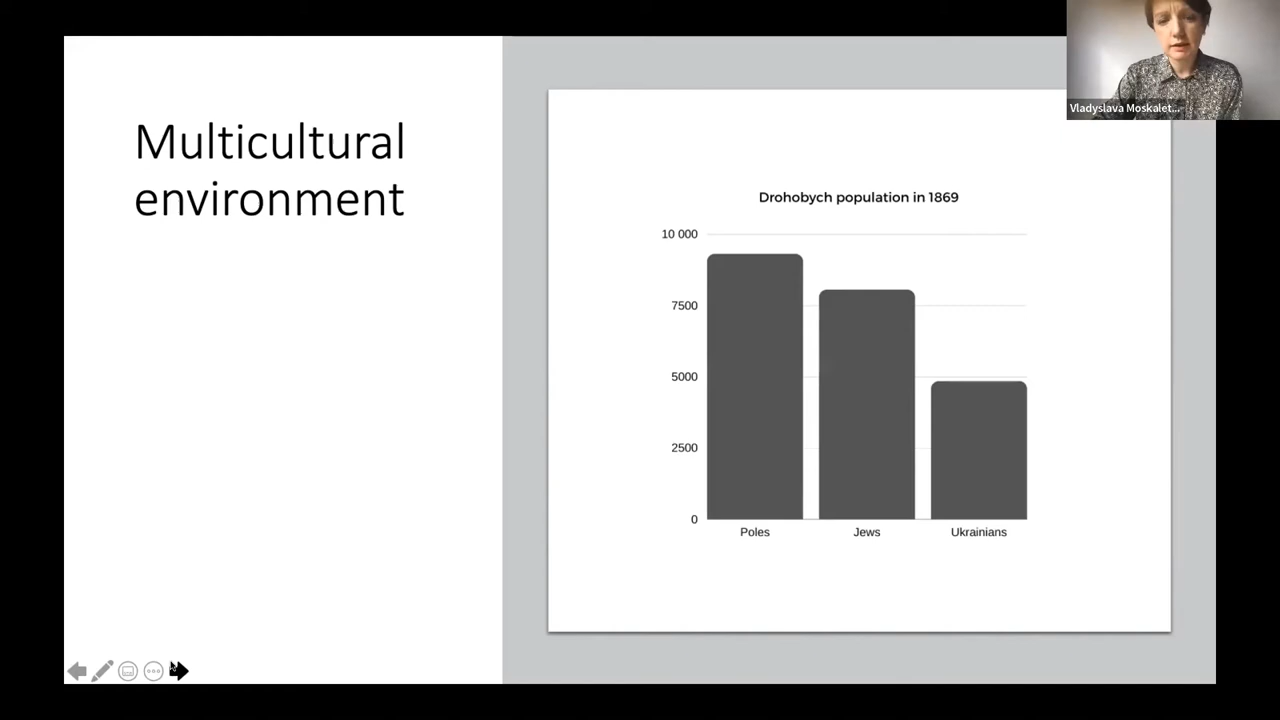 Multicultural
environment
Vladyslava Moskalet...
Drohobych population in 1869
10 000
7500
5000
2500
0
Poles
Jews
Ukrainians